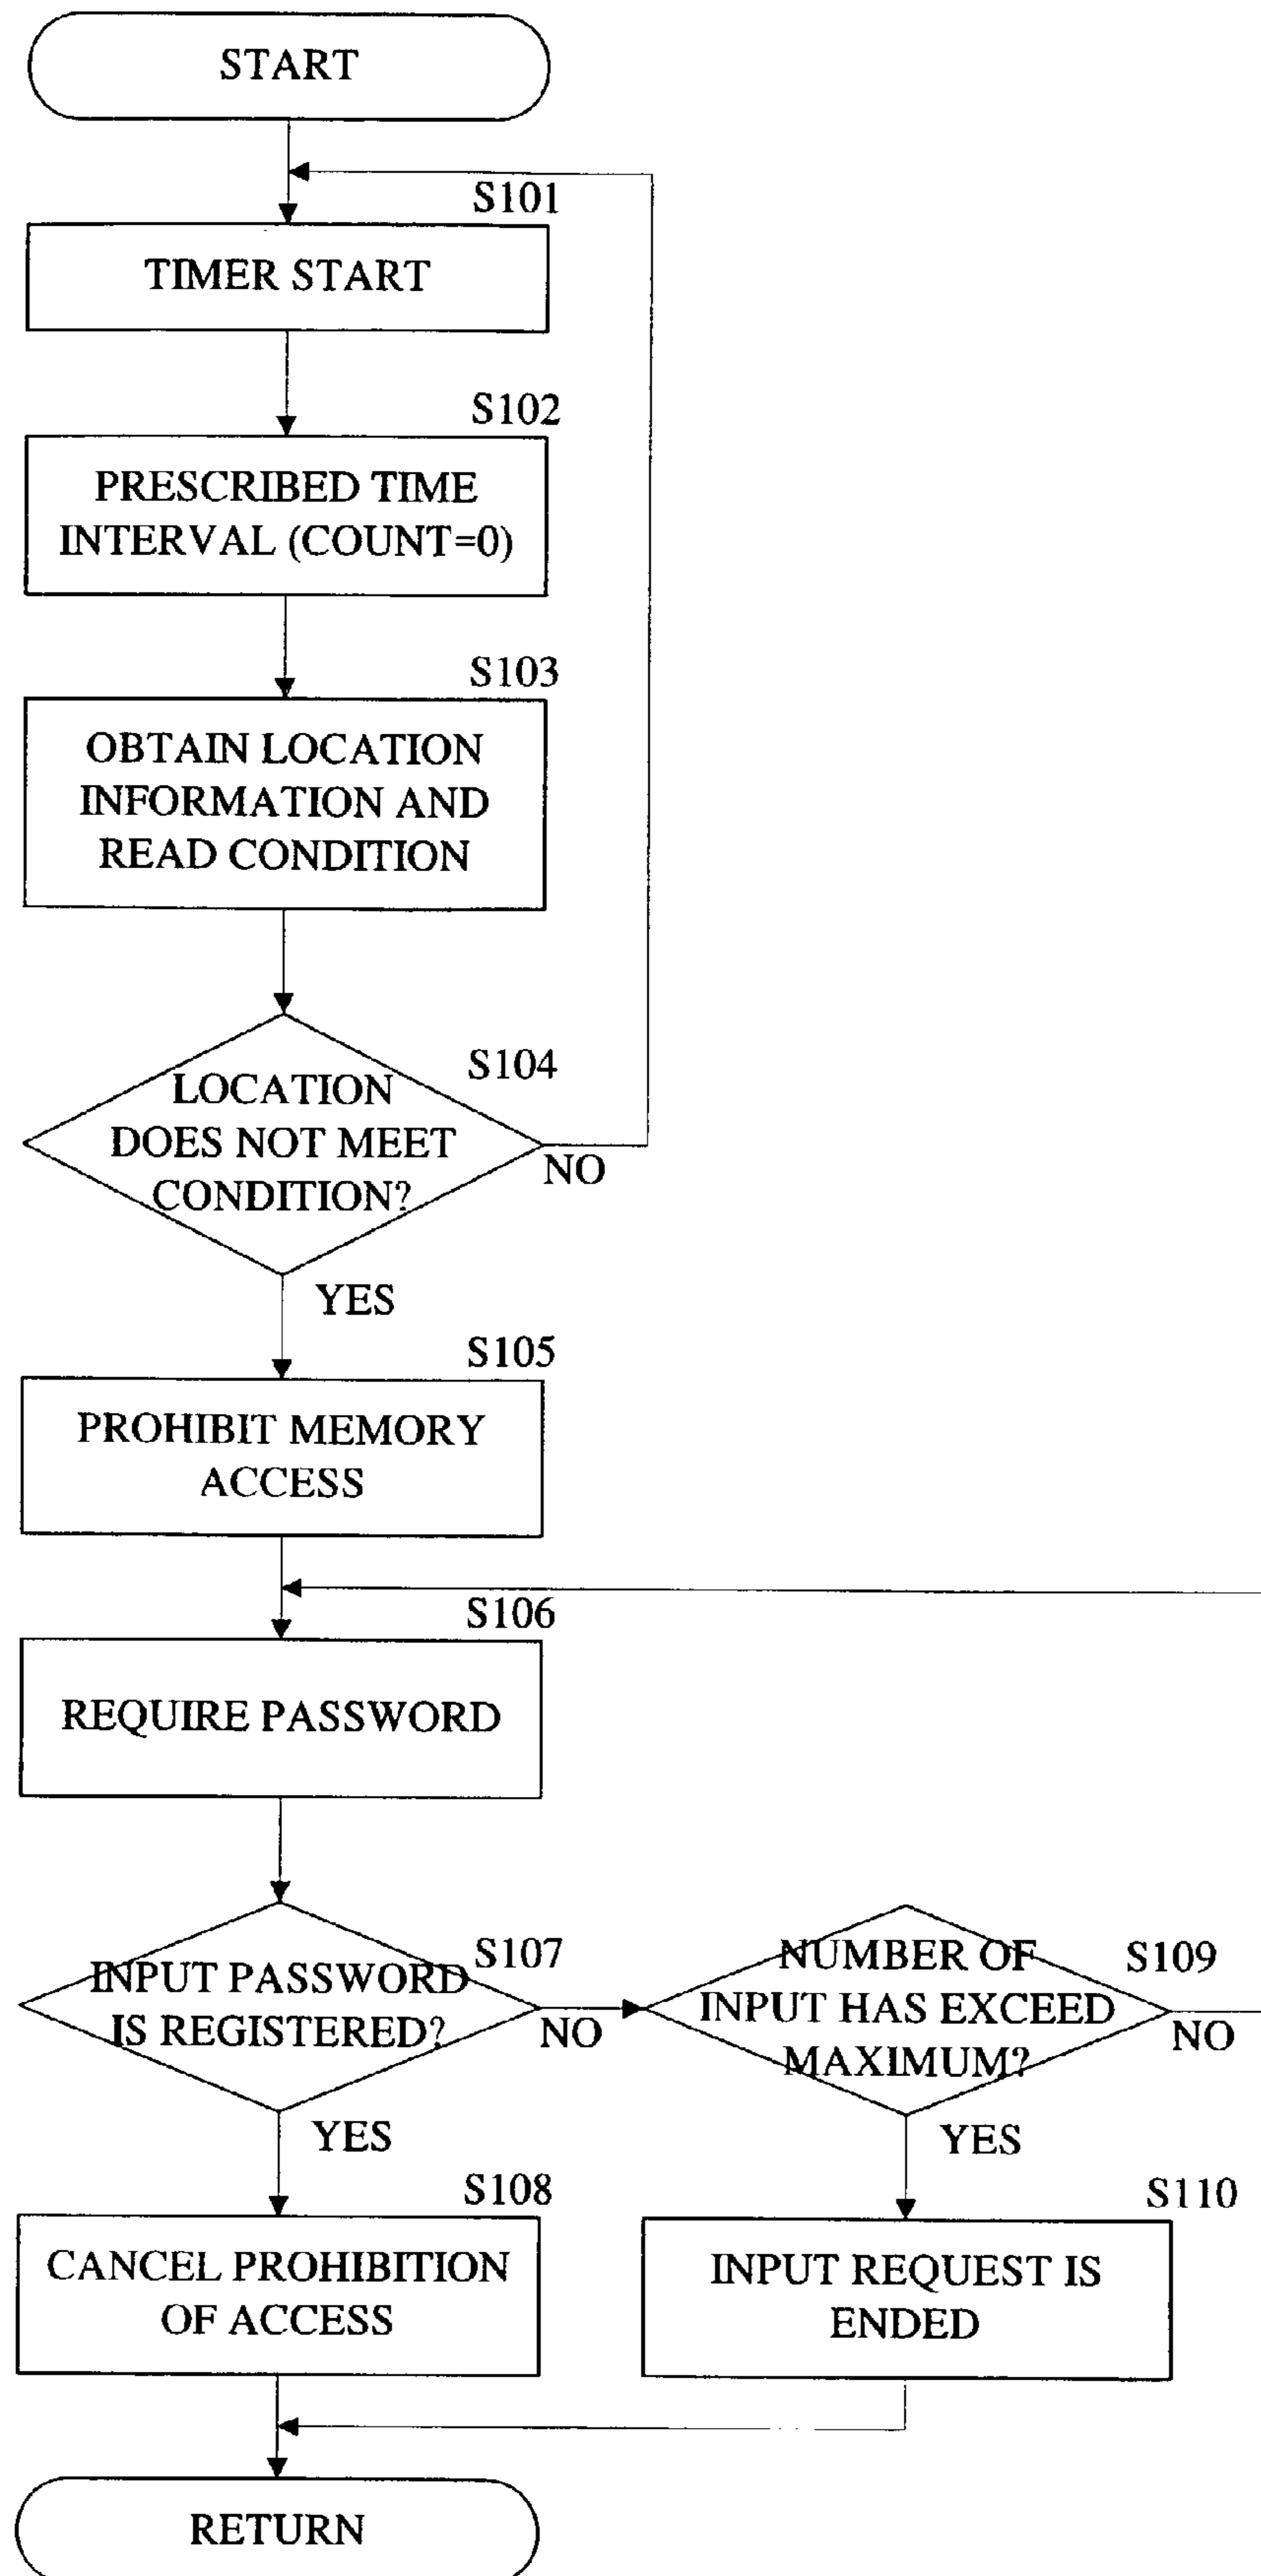 START
S101
TIMER START
S102
PRESCRIBED TIME
INTERVAL (COUNT=0)
S103
OBTAIN LOCATION
INFORMATION AND
READ CONDITION
S104
LOCATION
DOES NOT MEET
CONDITION?
NO
YES
S105
PROHIBIT MEMORY
ACCESS
S106
REQUIRE PASSWORD
S107
INPUT PASSWORD
IS REGISTERED?
NO
YES
S109
NUMBER OF
INPUT HAS EXCEED
MAXIMUM?
NO
YES
S108
CANCEL PROHIBITION
OF ACCESS
S110
INPUT REQUEST IS
ENDED
RETURN